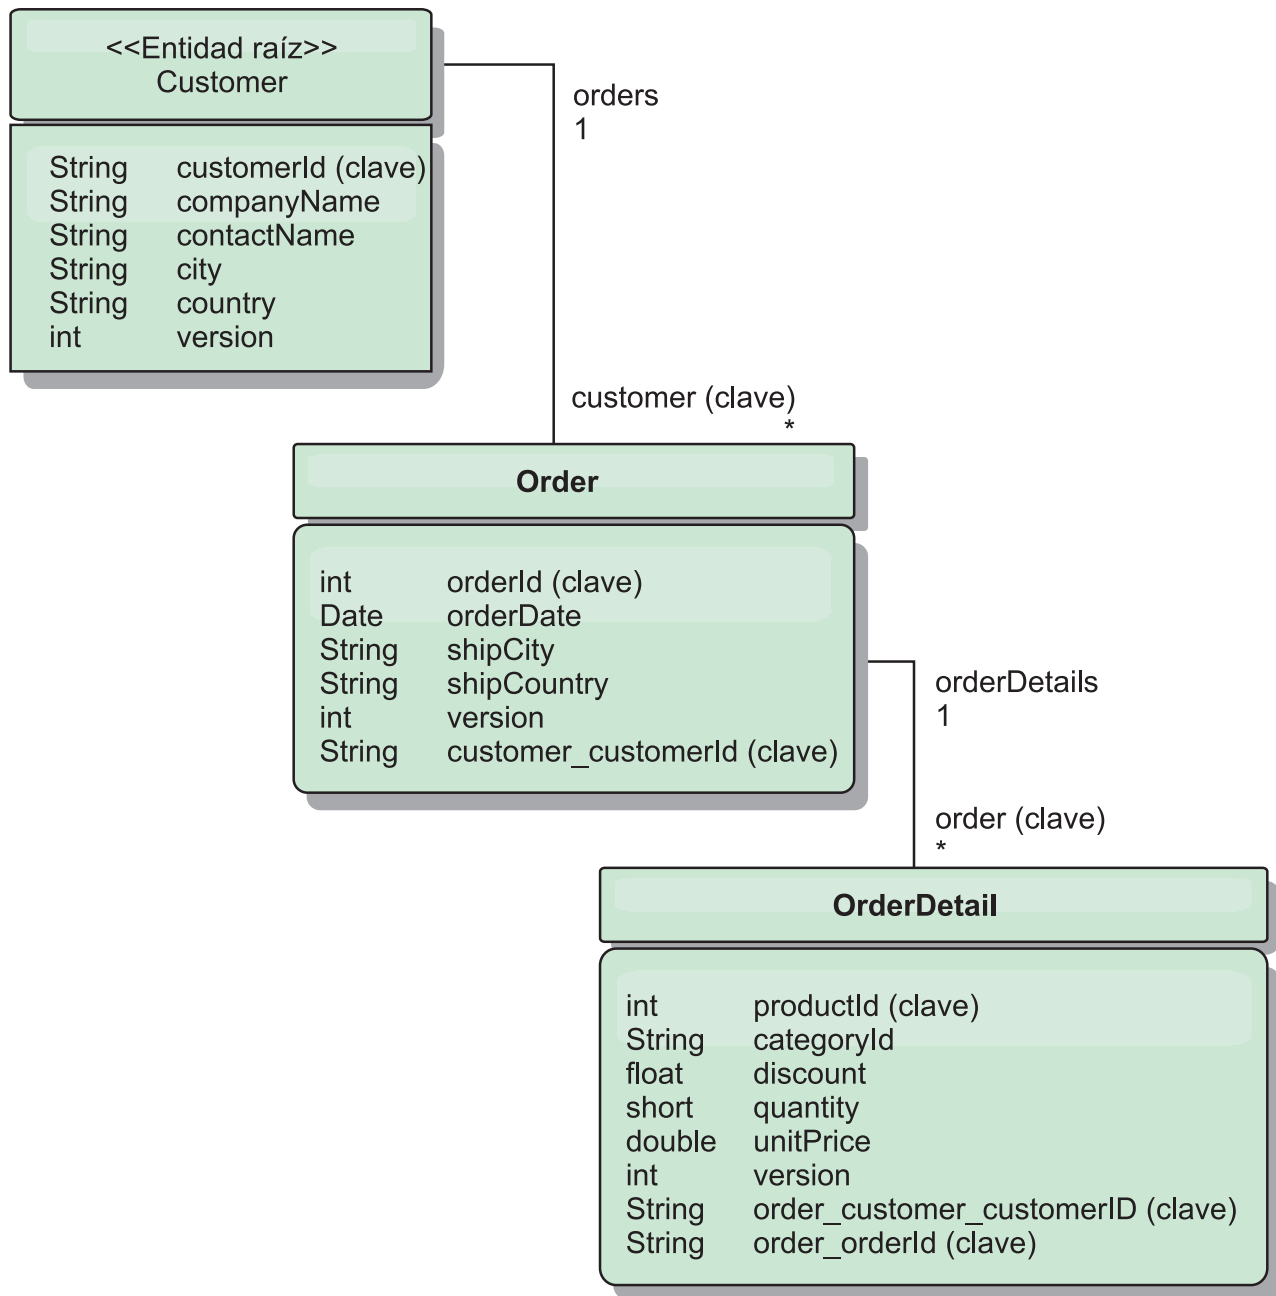 <<Entidad raíz>>
Customer
String customerId (clave)
String companyName
String contactName
String city
String country
int version
orders
1
customer (clave)
*
Order
int orderId (clave)
Date orderDate
String shipCity
String shipCountry
int version
String customer_customerId (clave)
orderDetails
1
order (clave)
*
OrderDetail
int productId (clave)
String categoryId
float discount
short quantity
double unitPrice
int version
String order_customer_customerID (clave)
String order_orderId (clave)